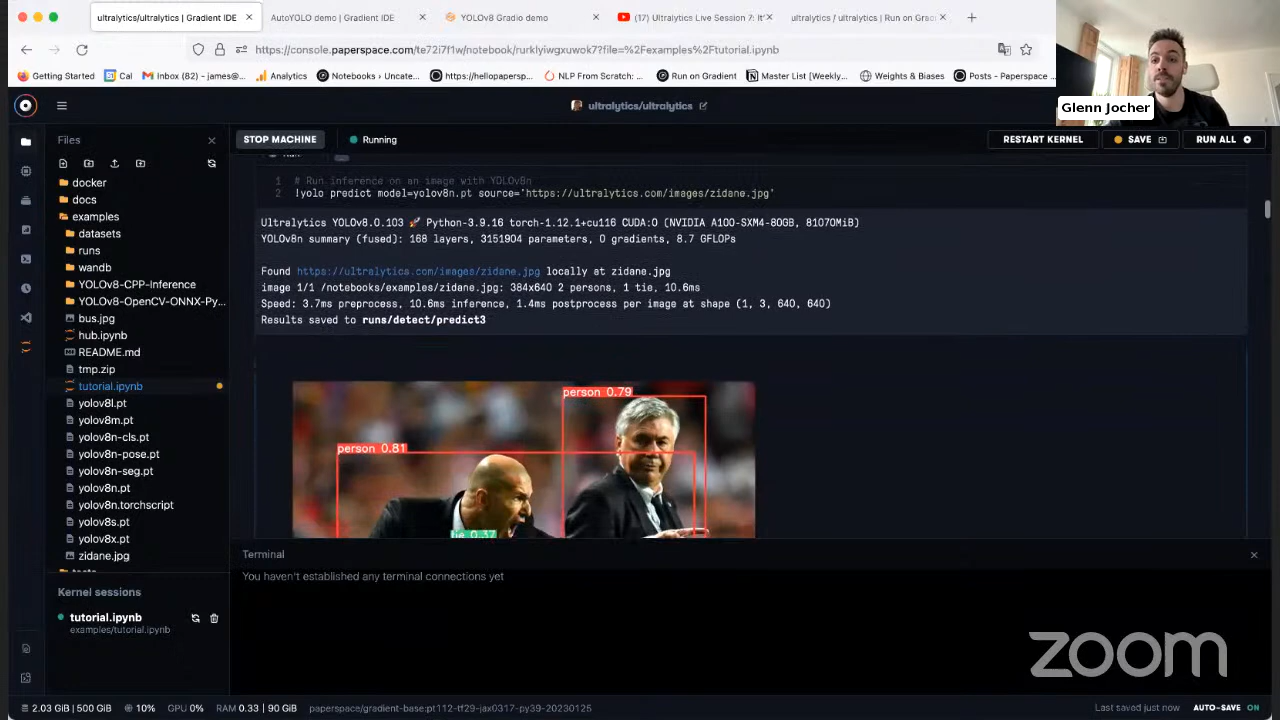 ultralytics/ultralytics | Gradient IDE
AutoYOLO demo | Gradient IDE
YOLOv8 Gradio demo
(17) Ultralytics Live Session 7: It'
ultralytics / ultralytics | Run on Grad
https://console.paperspace.com/te72i7f1w/notebook/rurklyiwgxuwok7?file=%2Fexamples%2Ftutorial.ipynb
Getting Started
Cal
Inbox (82) - james@...
Analytics
Notebooks › Uncate...
https://hellopapersp...
NLP From Scratch:...
Run on Gradient
Master List [Weekly...
Weights & Biases
Posts - Paperspace
Glenn Jocher
ultralytics/ultralytics
Files
STOP MACHINE
Running
RESTART KERNEL
SAVE
RUN ALL
docker
docs
examples
datasets
runs
wandb
YOLOv8-CPP-Inference
YOLOv8-OpenCV-ONNX-Py...
bus.jpg
hub.ipynb
README.md
tmp.zip
tutorial.ipynb
yolov8l.pt
yolov8m.pt
yolov8n-cls.pt
yolov8n-pose.pt
yolov8n-seg.pt
yolov8n.pt
yolov8n.torchscript
yolov8s.pt
yolov8x.pt
zidane.jpg
1 # Run inference on an image with YOLOv8n
2 !yolo predict model=yolov8n.pt source='https://ultralytics.com/images/zidane.jpg'
Ultralytics YOLOv8.0.103 🚀 Python-3.9.16 torch-1.12.1+cu116 CUDA:0 (NVIDIA A100-SXM4-80GB, 81070MiB)
YOLOv8n summary (fused): 168 layers, 3151904 parameters, 0 gradients, 8.7 GFLOPs
Found https://ultralytics.com/images/zidane.jpg locally at zidane.jpg
image 1/1 /notebooks/examples/zidane.jpg: 384x640 2 persons, 1 tie, 10.6ms
Speed: 3.7ms preprocess, 10.6ms inference, 1.4ms postprocess per image at shape (1, 3, 640, 640)
Results saved to runs/detect/predict3
person 0.79
person 0.81
tie 0.37
Terminal
You haven't established any terminal connections yet
Kernel sessions
tutorial.ipynb
examples/tutorial.ipynb
zoom
2.03 GiB | 500 GiB
10%
GPU 0%
RAM 0.33 | 90 GiB
paperspace/gradient-base:pt112-tf29-jax0317-py39-20230125
Last saved just now
AUTO-SAVE ON